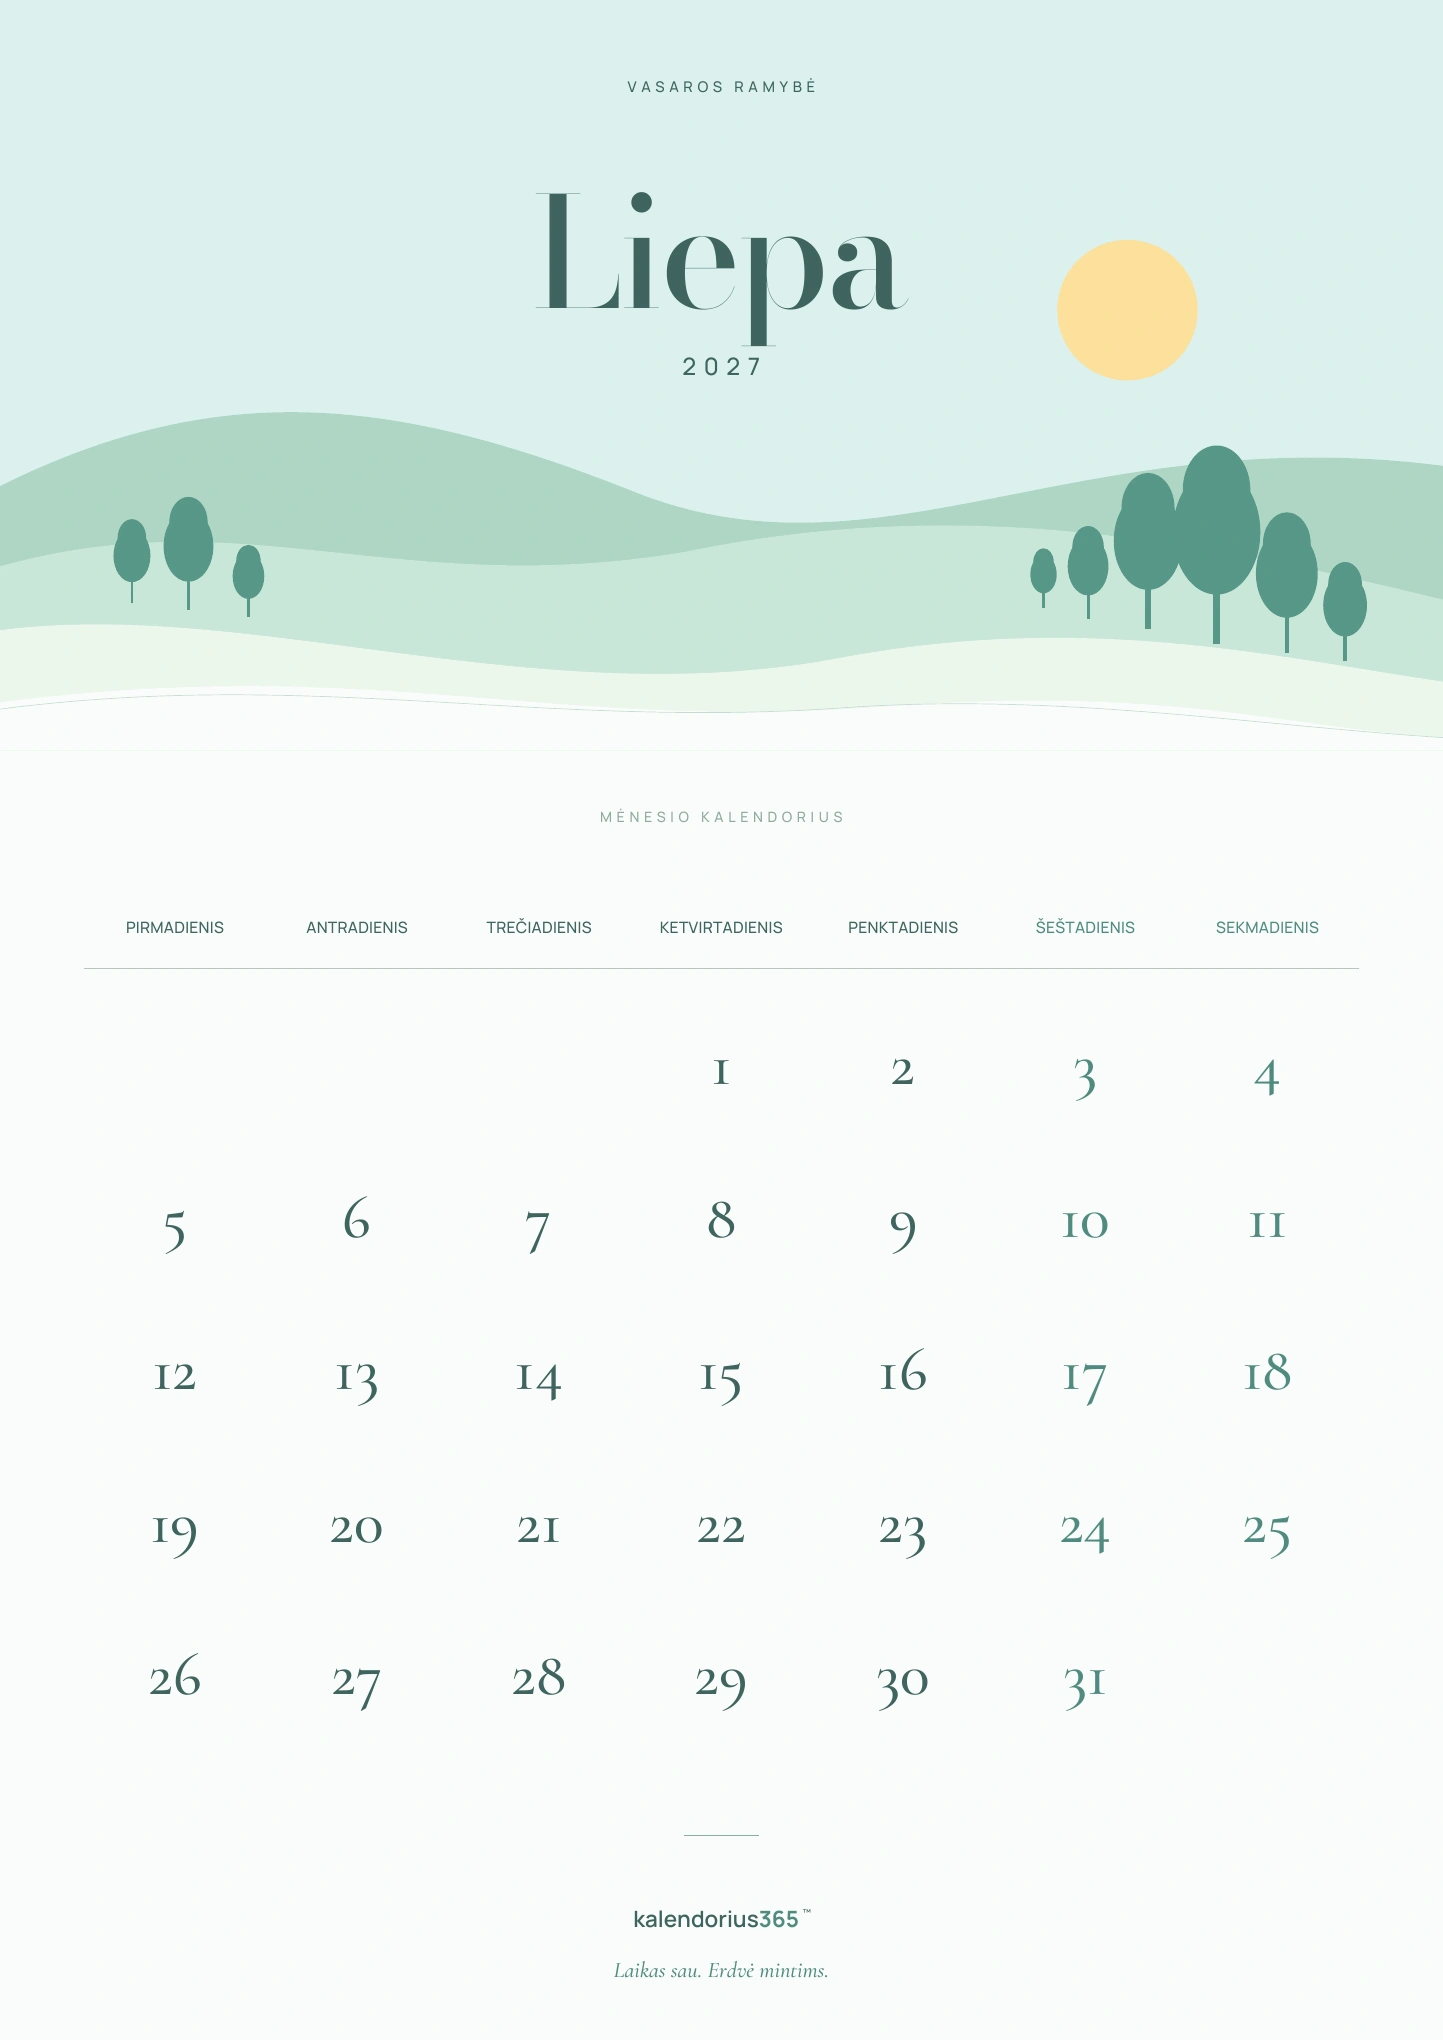 VASAROS RAMYBĖ
Liepa
2027
MĖNESIO KALENDORIUS
PIRMADIENIS ANTRADIENIS TREČIADIENIS KETVIRTADIENIS PENKTADIENIS ŠEŠTADIENIS SEKMADIENIS
1 2 3 4
5 6 7 8 9 10 11
12 13 14 15 16 17 18
19 20 21 22 23 24 25
26 27 28 29 30 31
kalendorius365™
Laikas sau. Erdvė mintims.